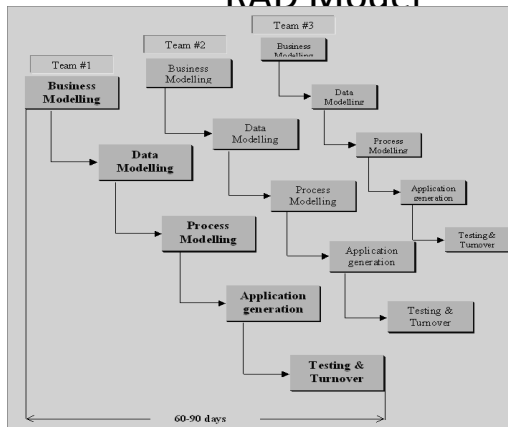 RAD Model
Team #1
Business
Modelling
Data
Modelling
Process
Modelling
Application
generation
Testing &
Turnover
Team #2
Business
Modelling
Data
Modelling
Process
Modelling
Application
generation
Testing &
Turnover
Team #3
Business
Modelling
Data
Modelling
Process
Modelling
Application
generation
Testing &
Turnover
60-90 days